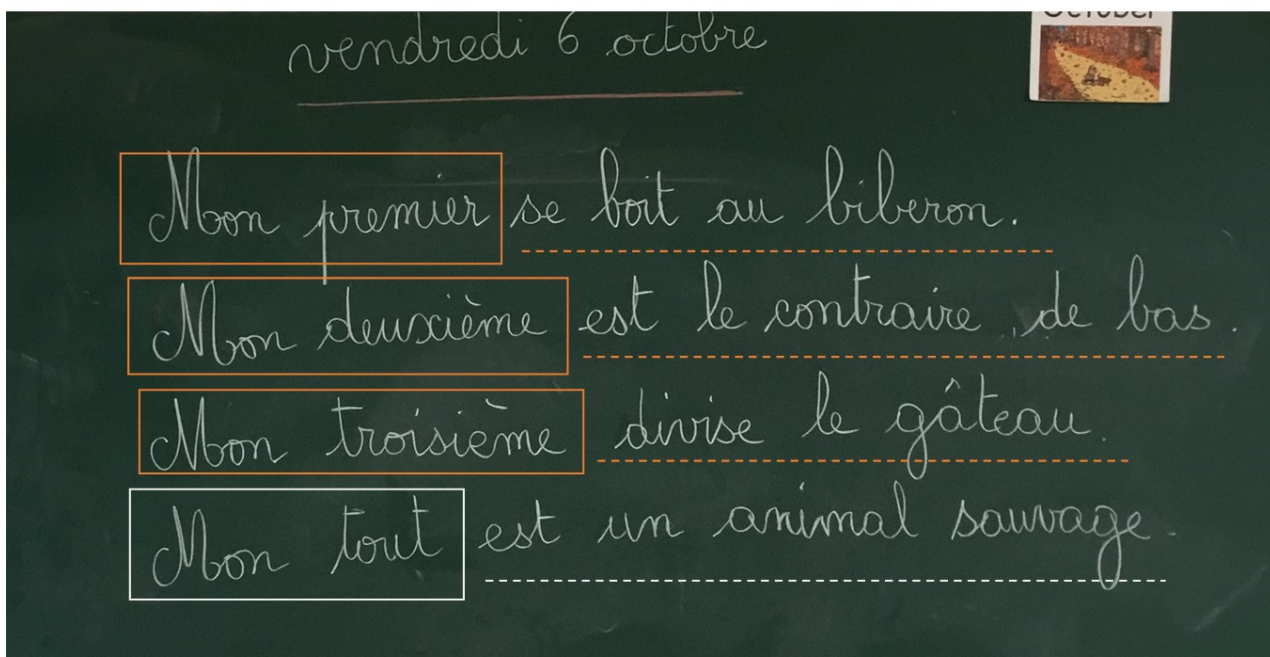 vendredi 6 octobre
October
Mon premier se boit au biberon.
Mon deuxième est le contraire de bas.
Mon troisième divise le gâteau.
Mon tout est un animal sauvage.